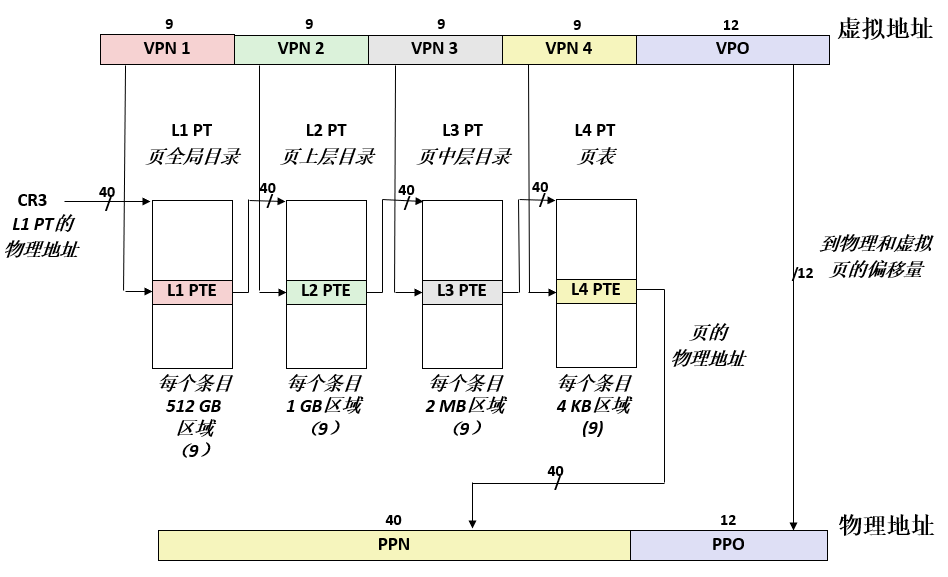 9 9 9 9 12
VPN 1 VPN 2 VPN 3 VPN 4 VPO 虚拟地址
L1 PT L2 PT L3 PT L4 PT
页全局目录 页上层目录 页中层目录 页表
CR3 40 40 40 40
L1 PT的
物理地址
到物理和虚拟
页的偏移量
/12
L1 PTE L2 PTE L3 PTE L4 PTE
页的
物理地址
每个条目 每个条目 每个条目 每个条目
512 GB 1 GB区域 2 MB区域 4 KB区域
区域 （9） （9） (9)
（9）
40
40 12 物理地址
PPN PPO